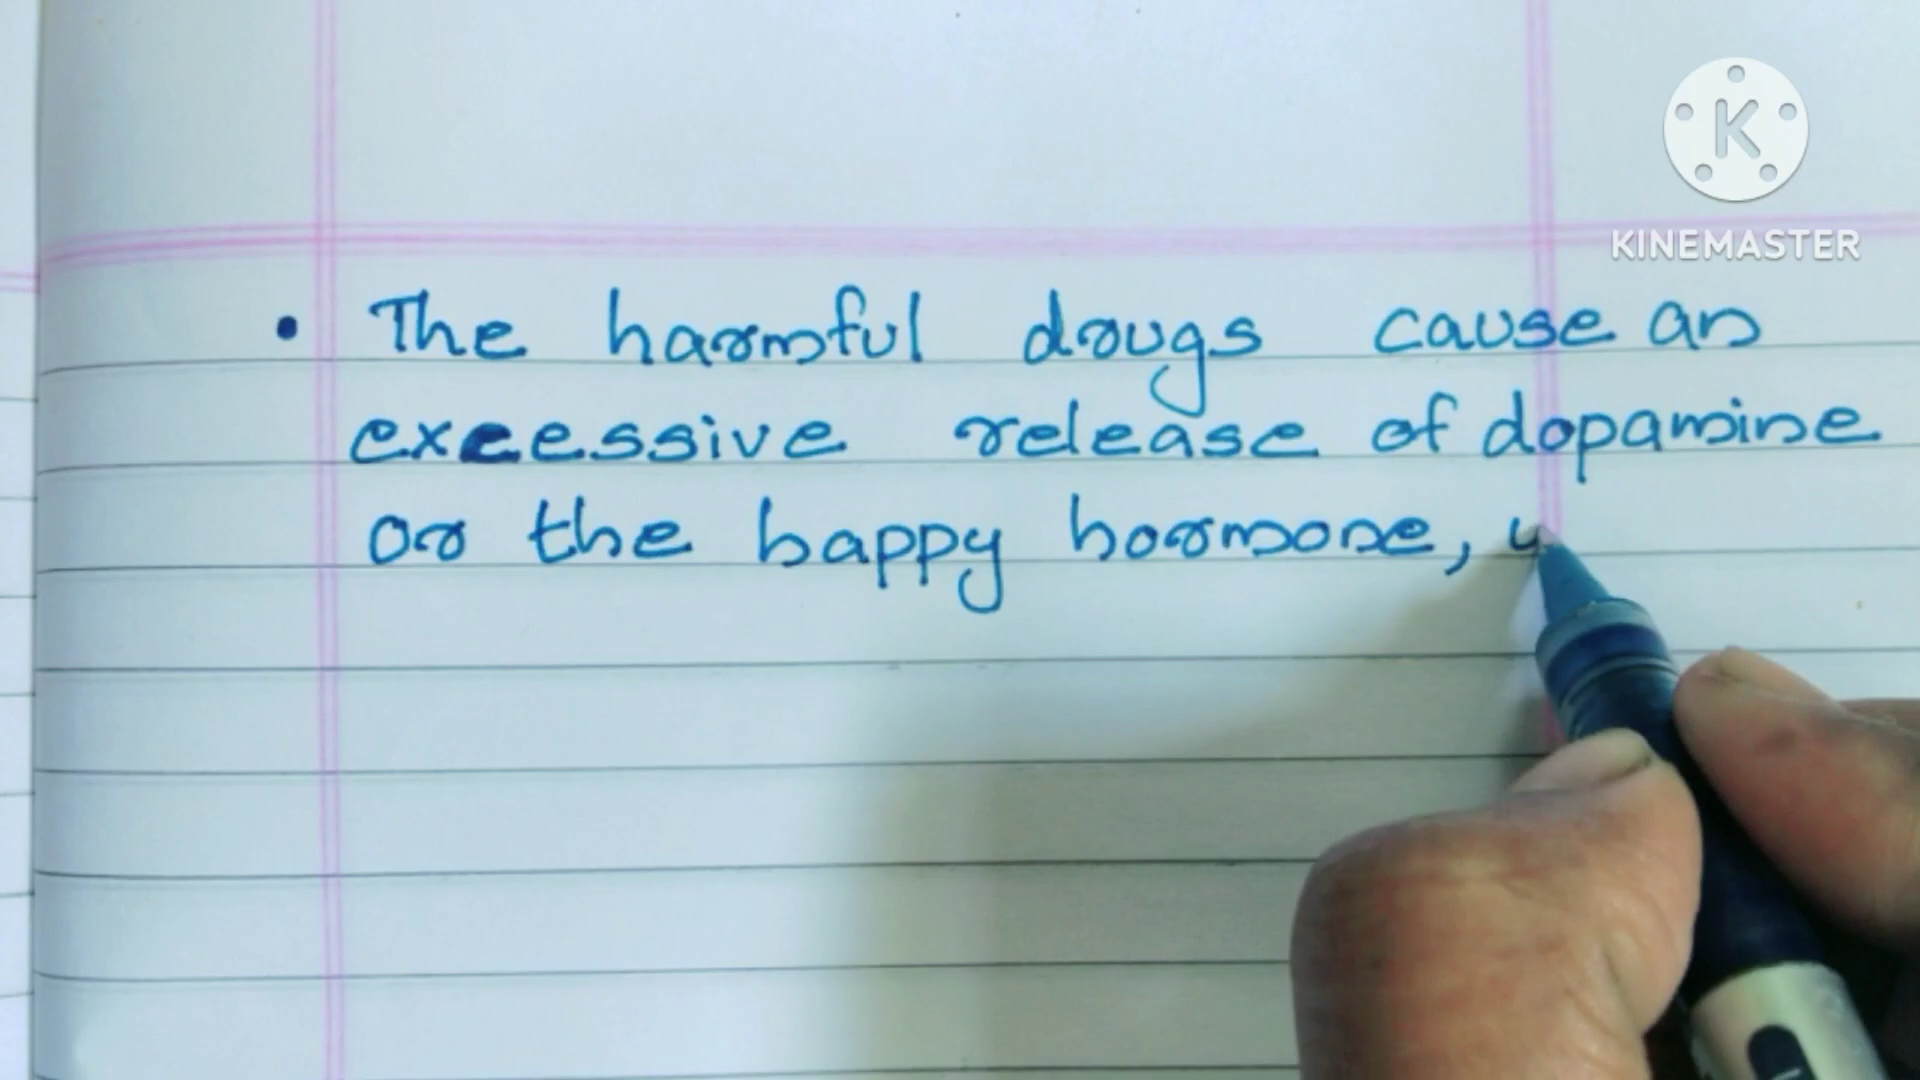 KINEMASTER
• The harmful drugs cause an
excessive release of dopamine
or the happy hormone,